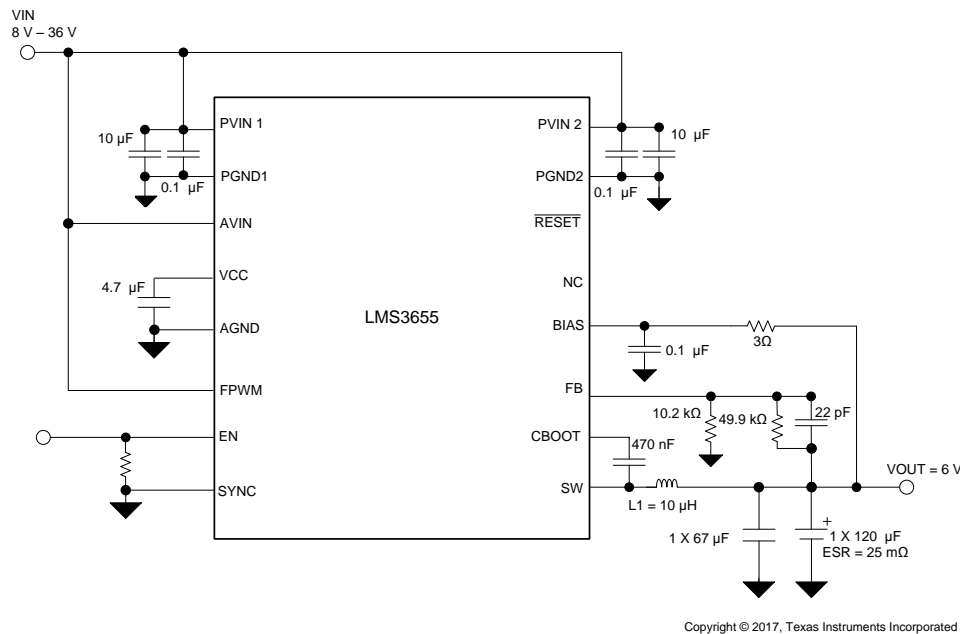 VIN
8 V – 36 V
PVIN 1
10 µF
0.1 µF
PGND1
AVIN
VCC
4.7 µF
AGND
FPWM
EN
SYNC
LMS3655
PVIN 2
10 µF
PGND2
0.1 µF
RESET
NC
BIAS
0.1 µF
3Ω
FB
10.2 kΩ
49.9 kΩ
22 pF
CBOOT
470 nF
SW
L1 = 10 µH
VOUT = 6 V
1 X 67 µF
+
1 X 120 µF
ESR = 25 mΩ
Copyright © 2017, Texas Instruments Incorporated